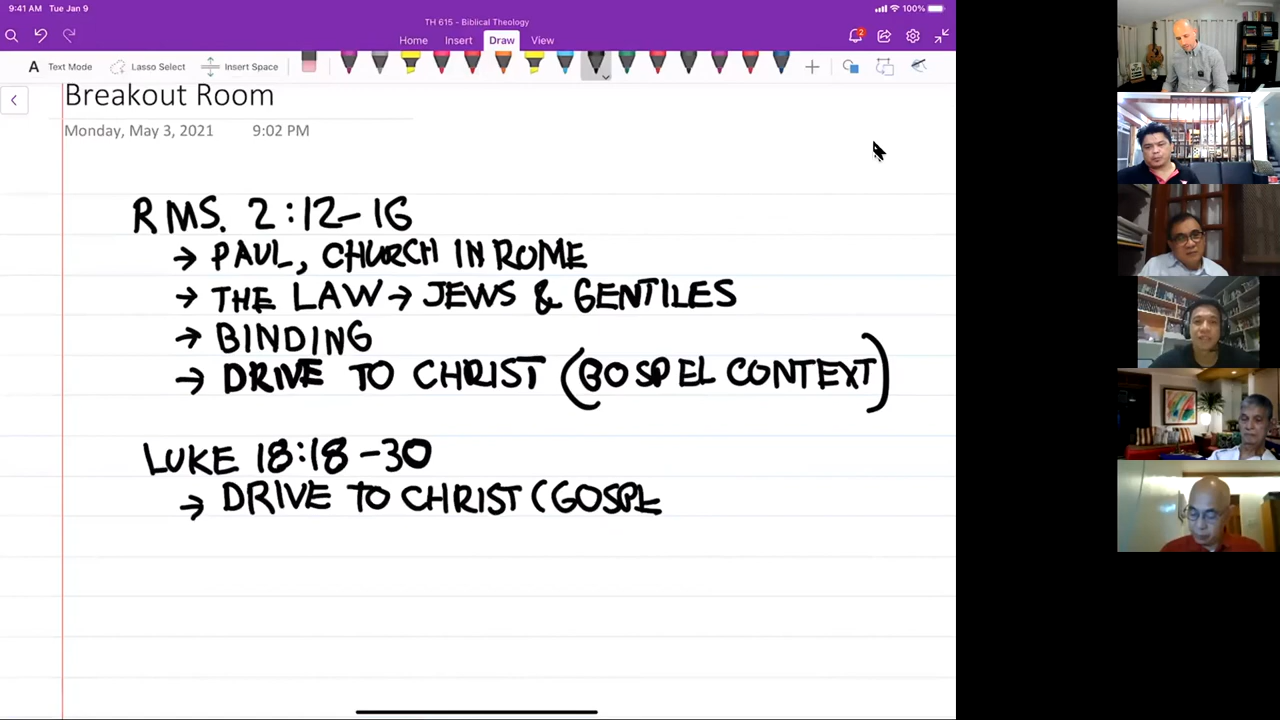 9:41 AM Tue Jan 9
100%
TH 615 - Biblical Theology
Home Insert Draw View
2
A Text Mode Lasso Select Insert Space
Breakout Room
Monday, May 3, 2021 9:02 PM
RMS. 2:12-16
→ PAUL, CHURCH IN ROME
→ THE LAW → JEWS & GENTILES
→ BINDING
→ DRIVE TO CHRIST (GOSPEL CONTEXT)
LUKE 18:18-30
→ DRIVE TO CHRIST (GOSPL